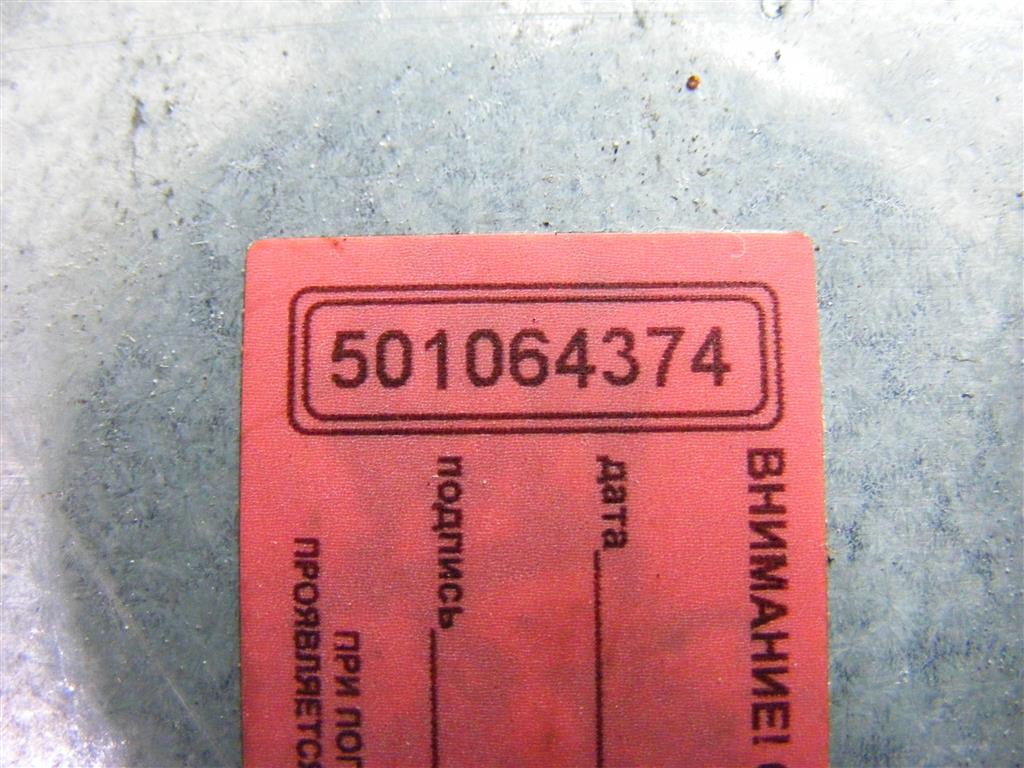 501064374
ВНИМАНИЕ!
дата
подпись
ПРИ
ПРОЯВЛЯЕТСЯ